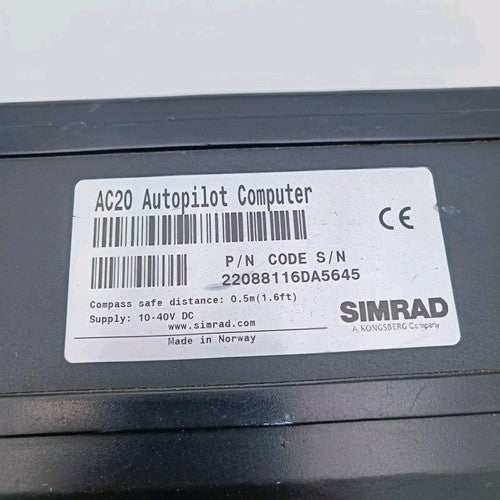 AC20 Autopilot Computer
CE
P/N CODE S/N
22088116DA5645
Compass safe distance: 0.5m(1.6ft)
Supply: 10-40V DC
www.simrad.com
Made in Norway
SIMRAD
A KONGSBERG Company